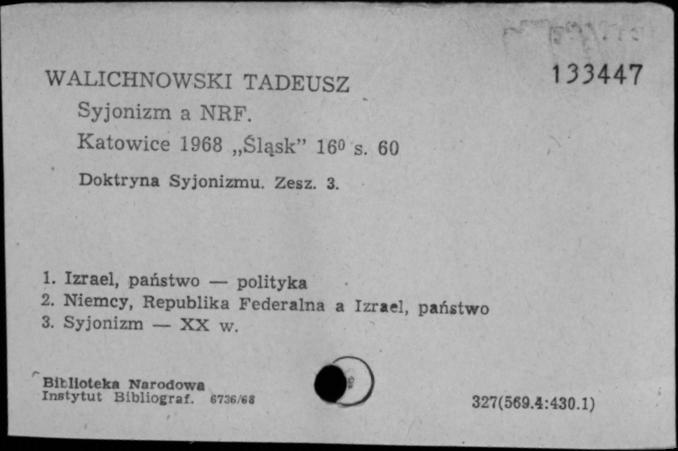 133447
WALICHNOWSKI TADEUSZ
Syjonizm a NRF.
Katowice 1968 „Śląsk” 16⁰ s. 60
Doktryna Syjonizmu. Zesz. 3.
1. Izrael, państwo — polityka
2. Niemcy, Republika Federalna a Izrael, państwo
3. Syjonizm — XX w.
Biblioteka Narodowa
Instytut Bibliograf. 6736/68
327(569.4:430.1)